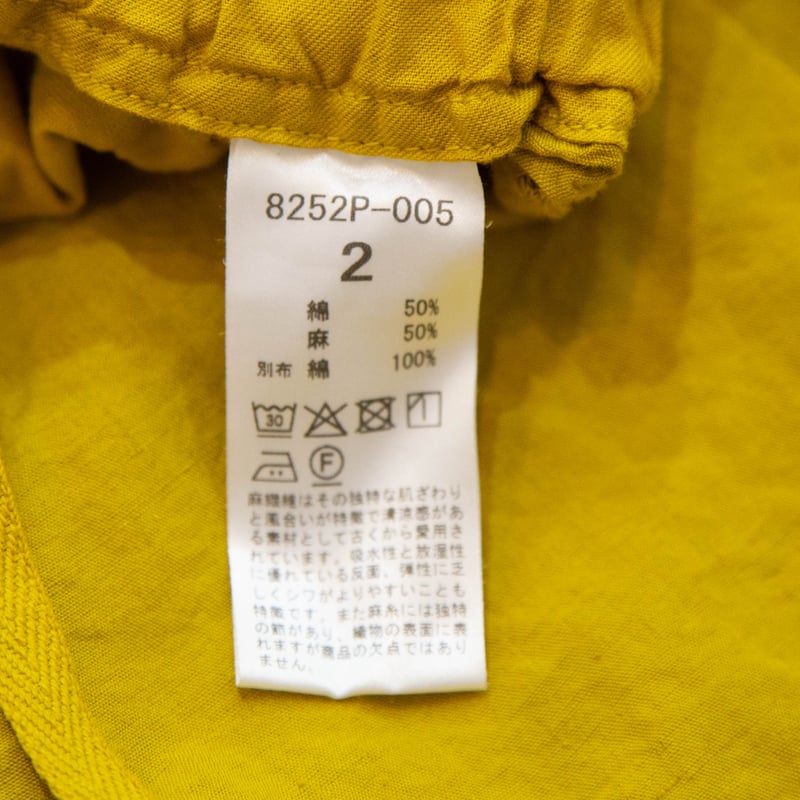 8252P-005
2
綿 50%
麻 50%
別布 綿 100%
30
F
麻繊維はその独特な肌ざわり
と風合いが特徴で清涼感があ
る素材として古くから愛用さ
れています。吸水性と放湿性
に優れている反面、弾性に乏
しくシワがよりやすいことも
特徴です。また麻糸には独特
の節があり、織物の表面に表
れますが商品の欠点ではあり
ません。